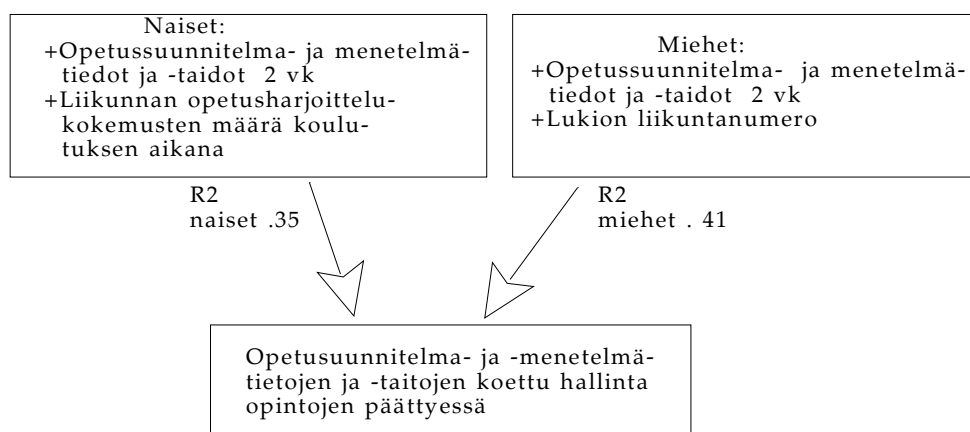 Naiset:
+Opetussuunnitelma- ja menetelmä-
tiedot ja -taidot 2 vk
+Liikunnan opetusharjoittelu-
kokemusten määrä koulu-
tuksen aikana
Miehet:
+Opetussuunnitelma- ja menetelmä-
tiedot ja -taidot 2 vk
+Lukion liikuntanumero
R2
naiset .35
R2
miehet . 41
Opetusuunnitelma- ja -menetelmä-
tietojen ja -taitojen koettu hallinta
opintojen päättyessä